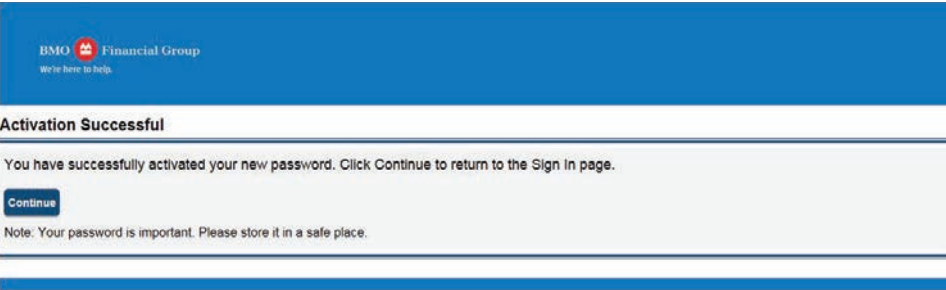 BMO Financial Group
We're here to help.
Activation Successful
You have successfully activated your new password. Click Continue to return to the Sign In page.
Continue
Note: Your password is important. Please store it in a safe place.